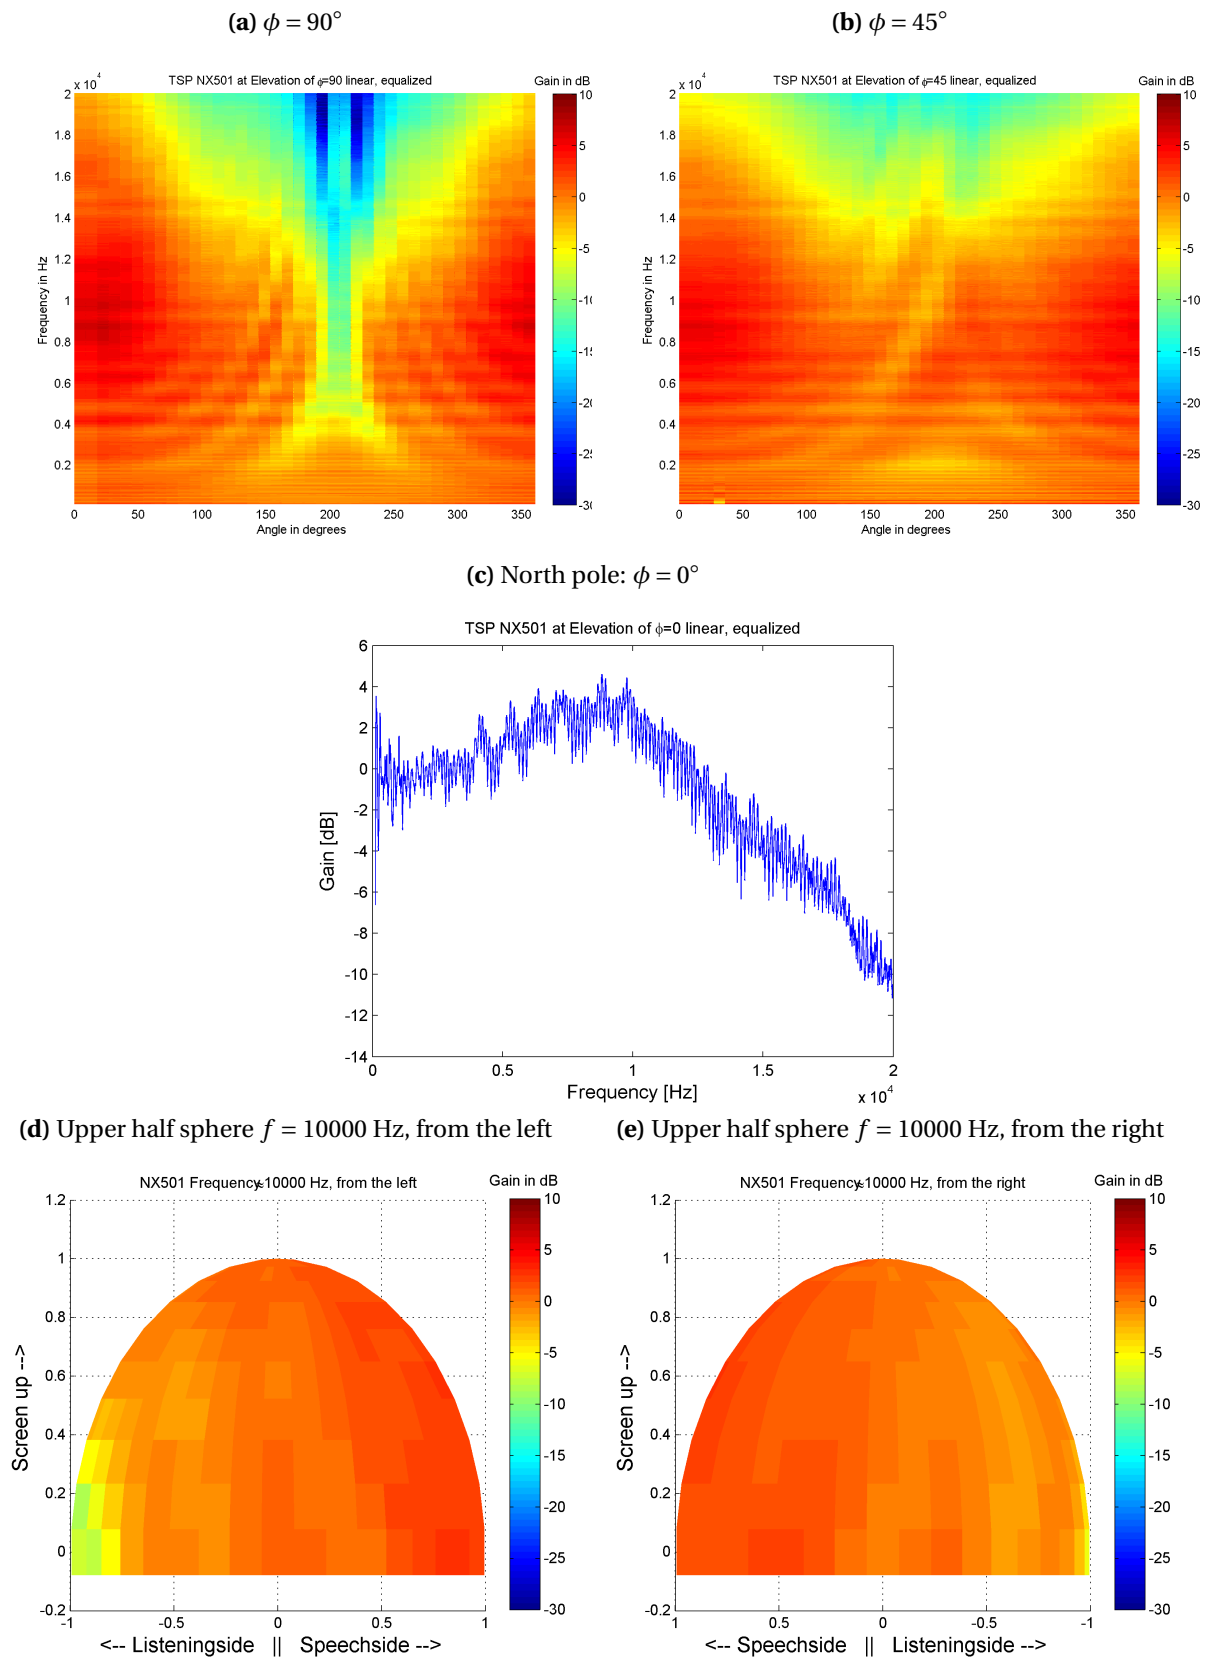 (a) ϕ = 90°
(b) ϕ = 45°
TSP NX501 at Elevation of ϕ=90 linear, equalized
Gain in dB
x 10^4
2
1.8
1.6
1.4
1.2
1
0.8
0.6
0.4
0.2
Frequency in Hz
0 50 100 150 200 250 300 350
Angle in degrees
10
5
0
-5
-10
-15
-20
-25
-30
TSP NX501 at Elevation of ϕ=45 linear, equalized
Gain in dB
x 10^4
2
1.8
1.6
1.4
1.2
1
0.8
0.6
0.4
0.2
Frequency in Hz
0 50 100 150 200 250 300 350
Angle in degrees
10
5
0
-5
-10
-15
-20
-25
-30
(c) North pole: ϕ = 0°
TSP NX501 at Elevation of ϕ=0 linear, equalized
6
4
2
0
-2
-4
-6
-8
-10
-12
-14
Gain [dB]
0 0.5 1 1.5 2
Frequency [Hz]
x 10^4
(d) Upper half sphere f = 10000 Hz, from the left
(e) Upper half sphere f = 10000 Hz, from the right
NX501 Frequency≈10000 Hz, from the left
Gain in dB
1.2
1
0.8
0.6
0.4
0.2
0
-0.2
Screen up -->
-1 -0.5 0 0.5 1
<-- Listeningside || Speechside -->
10
5
0
-5
-10
-15
-20
-25
-30
NX501 Frequency≈10000 Hz, from the right
Gain in dB
1.2
1
0.8
0.6
0.4
0.2
0
-0.2
Screen up -->
1 0.5 0 -0.5 -1
<-- Speechside || Listeningside -->
10
5
0
-5
-10
-15
-20
-25
-30